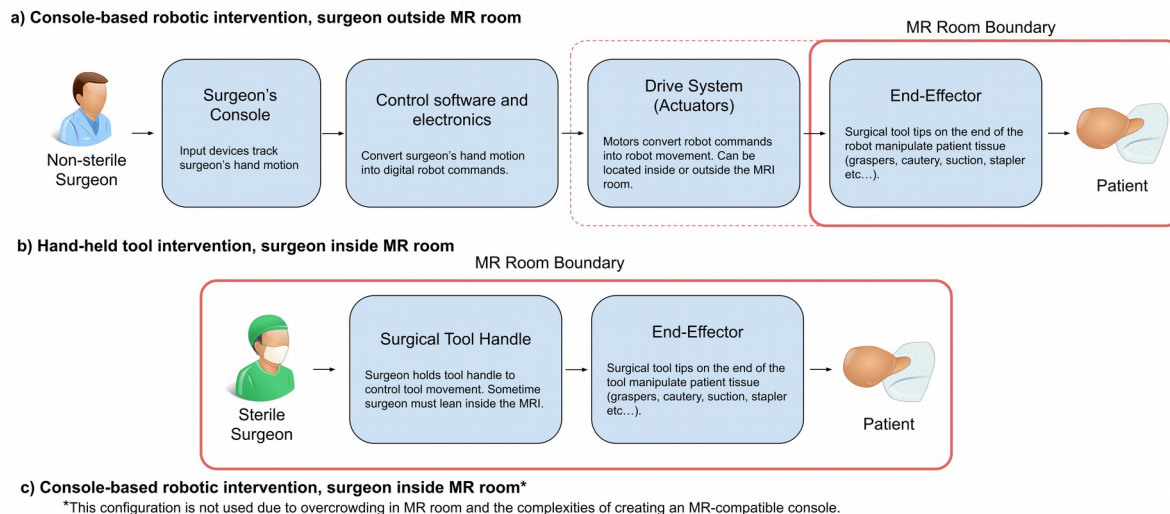 a) Console-based robotic intervention, surgeon outside MR room
MR Room Boundary
Non-sterile
Surgeon
Surgeon's
Console
Input devices track
surgeon's hand motion
Control software and
electronics
Convert surgeon's hand motion
into digital robot commands.
Drive System
(Actuators)
Motors convert robot commands
into robot movement. Can be
located inside or outside the MRI
room.
End-Effector
Surgical tool tips on the end of the
robot manipulate patient tissue
(graspers, cautery, suction, stapler
etc…).
Patient
b) Hand-held tool intervention, surgeon inside MR room
MR Room Boundary
Sterile
Surgeon
Surgical Tool Handle
Surgeon holds tool handle to
control tool movement. Sometime
surgeon must lean inside the MRI.
End-Effector
Surgical tool tips on the end of the
tool manipulate patient tissue
(graspers, cautery, suction, stapler
etc…).
Patient
c) Console-based robotic intervention, surgeon inside MR room*
*This configuration is not used due to overcrowding in MR room and the complexities of creating an MR-compatible console.